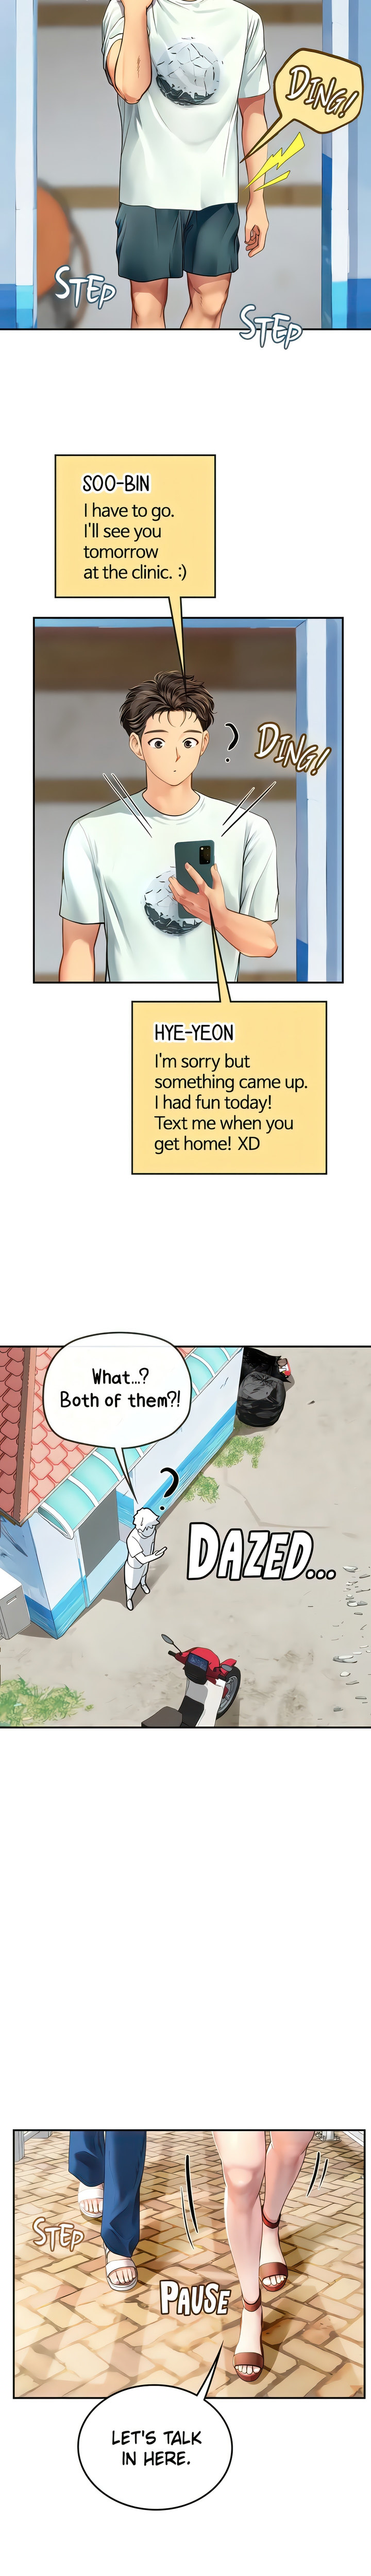 DING!
STEP
STEP
SOO-BIN
I have to go.
I'll see you
tomorrow
at the clinic. :)
?
DING!
HYE-YEON
I'm sorry but
something came up.
I had fun today!
Text me when you
get home! XD
What...?
Both of them?!
?
DAZED...
STEP
PAUSE
LET'S TALK
IN HERE.